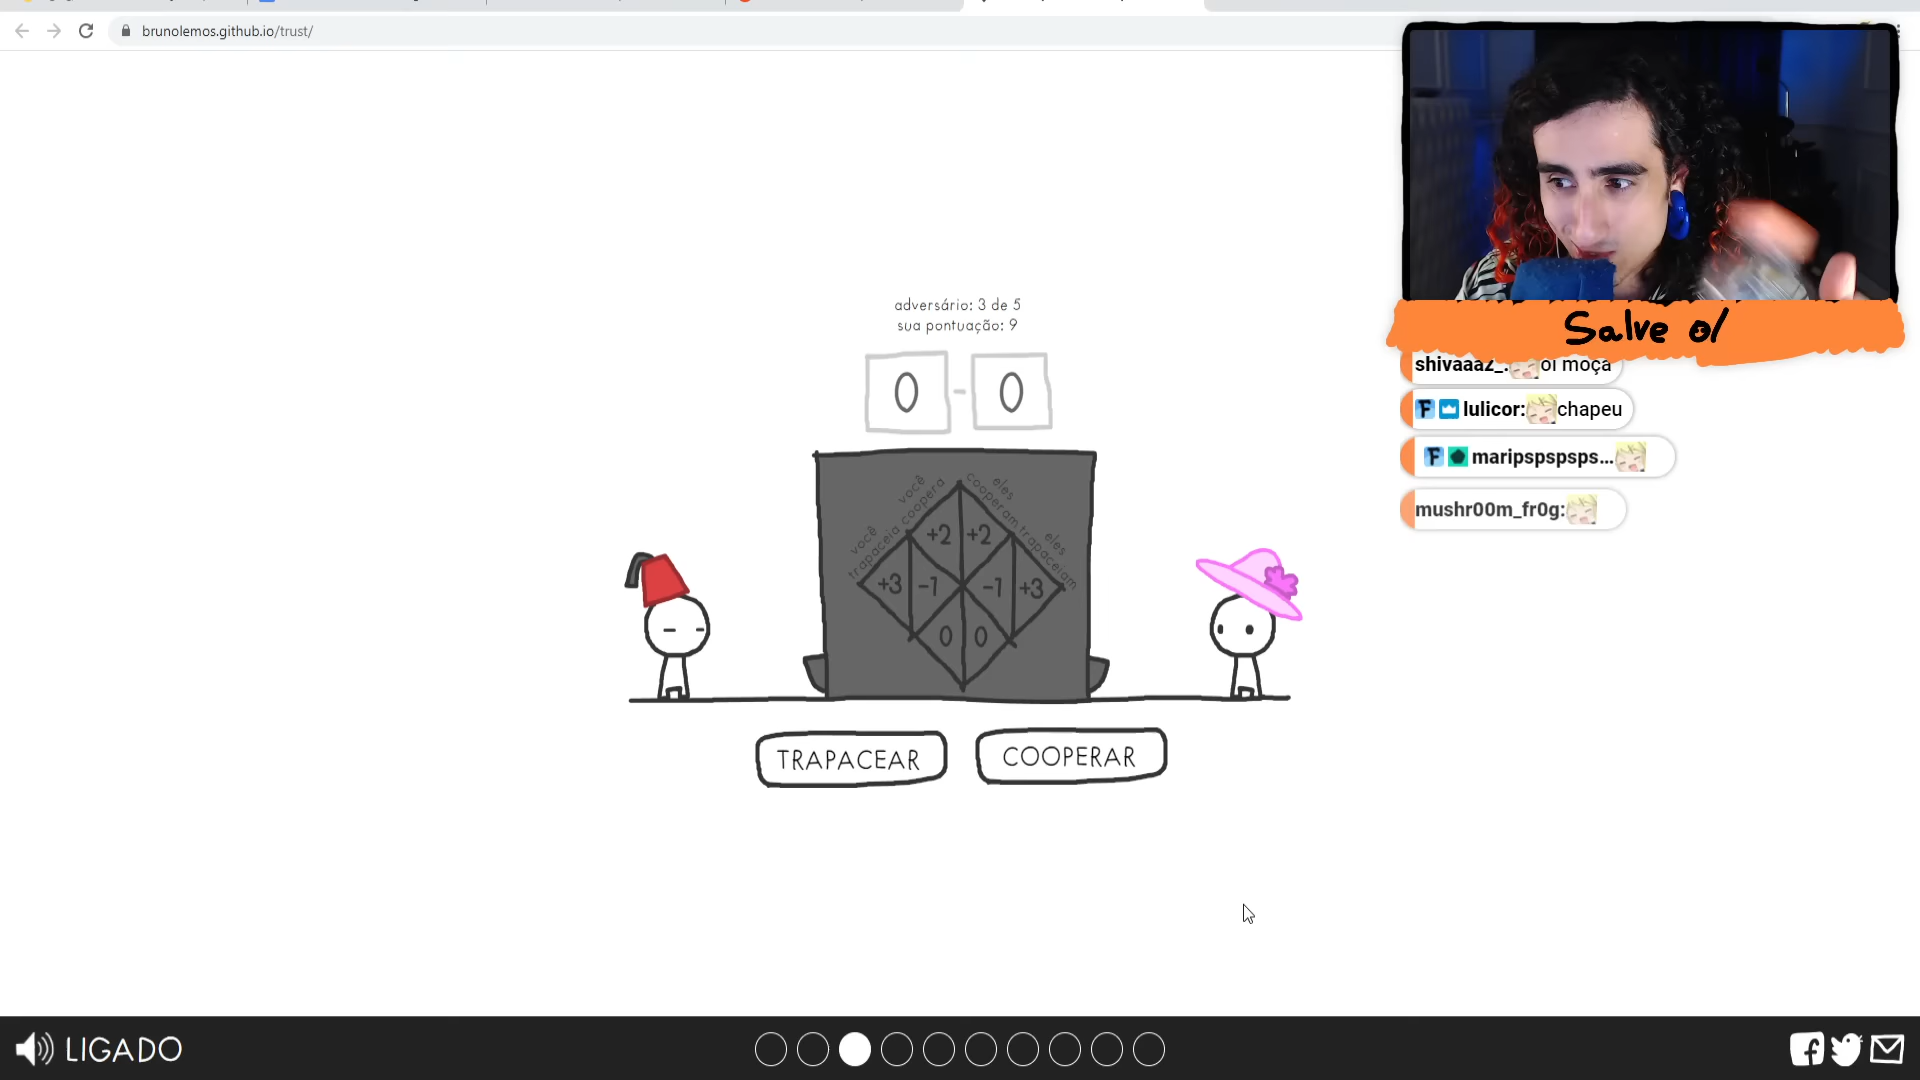 brunolemos.github.io/trust/
adversário: 3 de 5
sua pontuação: 9
0 - 0
você trapaceia
você coopera
eles cooperam
eles trapaceiam
+2 +2
+3 -1 -1 +3
0 0
TRAPACEAR
COOPERAR
Salve o/
shivaaaz_: oi moça
F lulicor: chapeu
F maripspspsps...
mushr00m_fr0g:
LIGADO